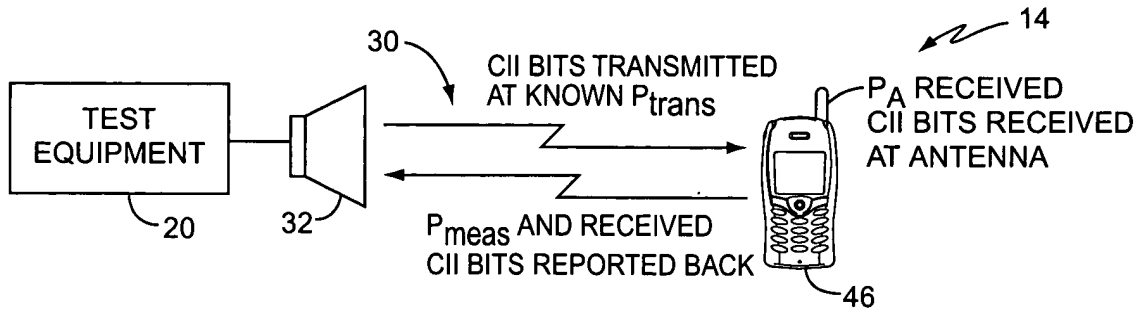 30
14
CII BITS TRANSMITTED
AT KNOWN Ptrans
TEST
EQUIPMENT
PA RECEIVED
CII BITS RECEIVED
AT ANTENNA
20
32
Pmeas AND RECEIVED
CII BITS REPORTED BACK
46